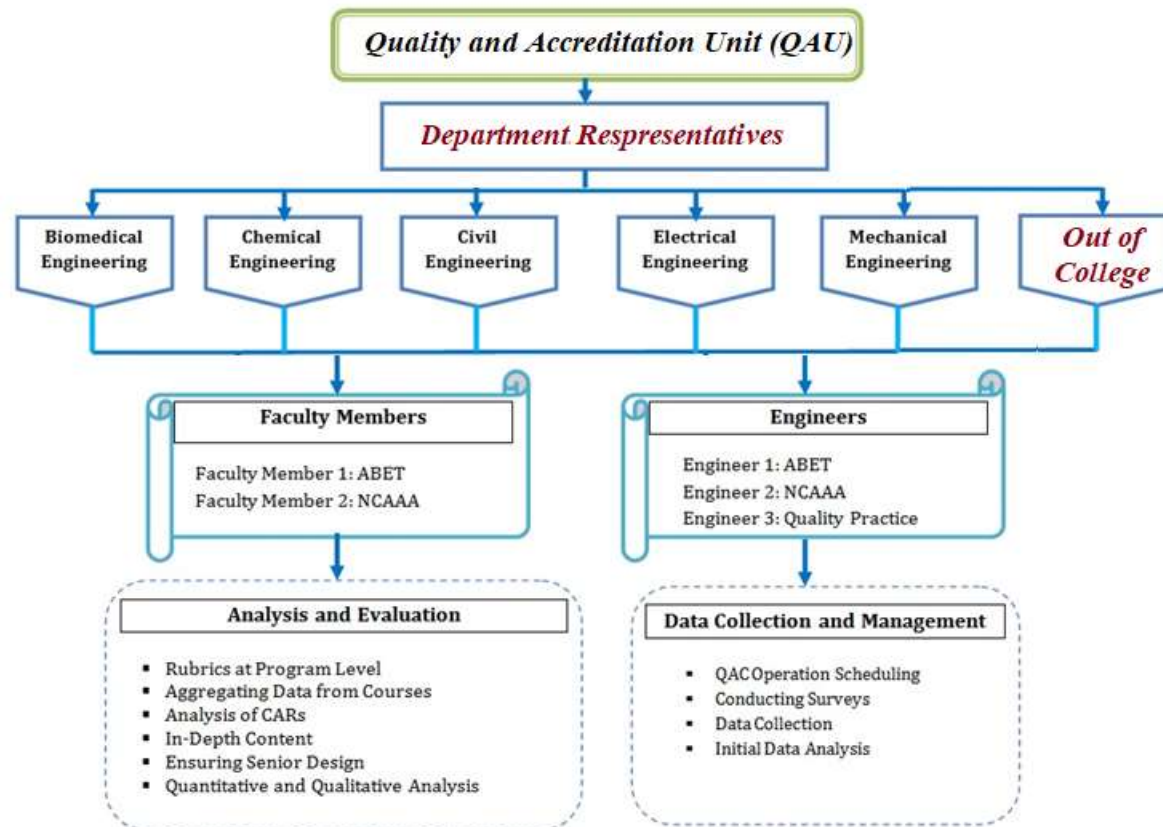 Quality and Accreditation Unit (QAU)
Department Respresentatives
Biomedical
Engineering
Chemical
Engineering
Civil
Engineering
Electrical
Engineering
Mechanical
Engineering
Out of
College
Faculty Members
Faculty Member 1: ABET
Faculty Member 2: NCAAA
Engineers
Engineer 1: ABET
Engineer 2: NCAAA
Engineer 3: Quality Practice
Analysis and Evaluation
▪ Rubrics at Program Level
▪ Aggregating Data from Courses
▪ Analysis of CARs
▪ In-Depth Content
▪ Ensuring Senior Design
▪ Quantitative and Qualitative Analysis
Data Collection and Management
▪ QAC Operation Scheduling
▪ Conducting Surveys
▪ Data Collection
▪ Initial Data Analysis